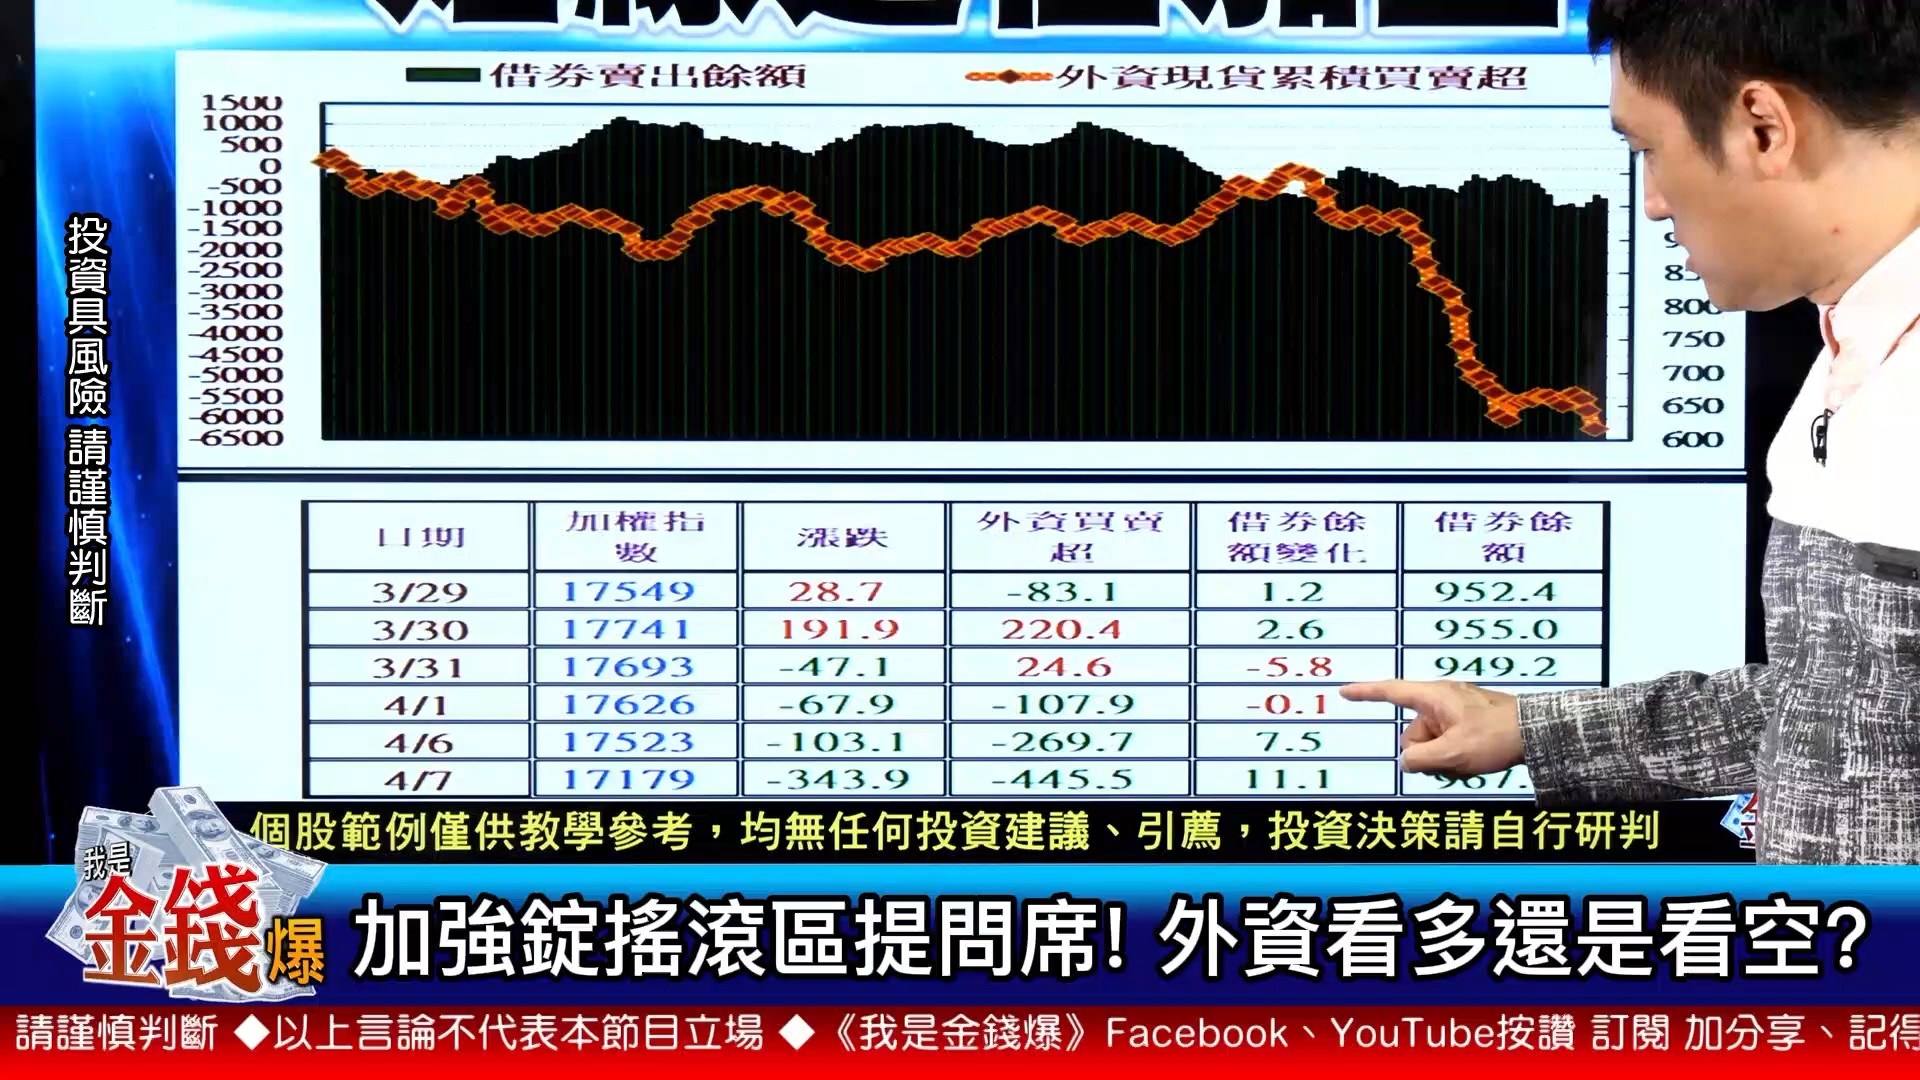 借券賣出餘額 外資現貨累積買賣超
1500
1000
500
0
-500
-1000
-1500
-2000
-2500
-3000
-3500
-4000
-4500
-5000
-5500
-6000
-6500
800
750
700
650
600
投資具風險 請謹慎判斷
日期 加權指數 漲跌 外資買賣超 借券餘額變化 借券餘額
3/29 17549 28.7 -83.1 1.2 952.4
3/30 17741 191.9 220.4 2.6 955.0
3/31 17693 -47.1 24.6 -5.8 949.2
4/1 17626 -67.9 -107.9 -0.1
4/6 17523 -103.1 -269.7 7.5
4/7 17179 -343.9 -445.5 11.1
個股範例僅供教學參考，均無任何投資建議、引薦，投資決策請自行研判
我是
金錢爆
加強錠搖滾區提問席! 外資看多還是看空?
請謹慎判斷 ◆以上言論不代表本節目立場 ◆《我是金錢爆》Facebook、YouTube按讚 訂閱 加分享、記得